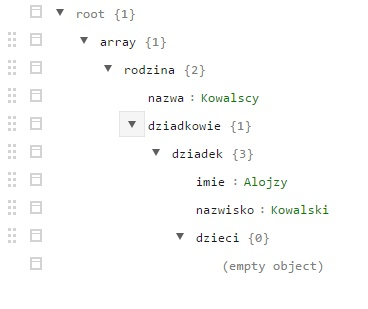 root {1}
array {1}
rodzina {2}
nazwa : Kowalscy
dziadkowie {1}
dziadek {3}
imie : Alojzy
nazwisko : Kowalski
dzieci {0}
(empty object)